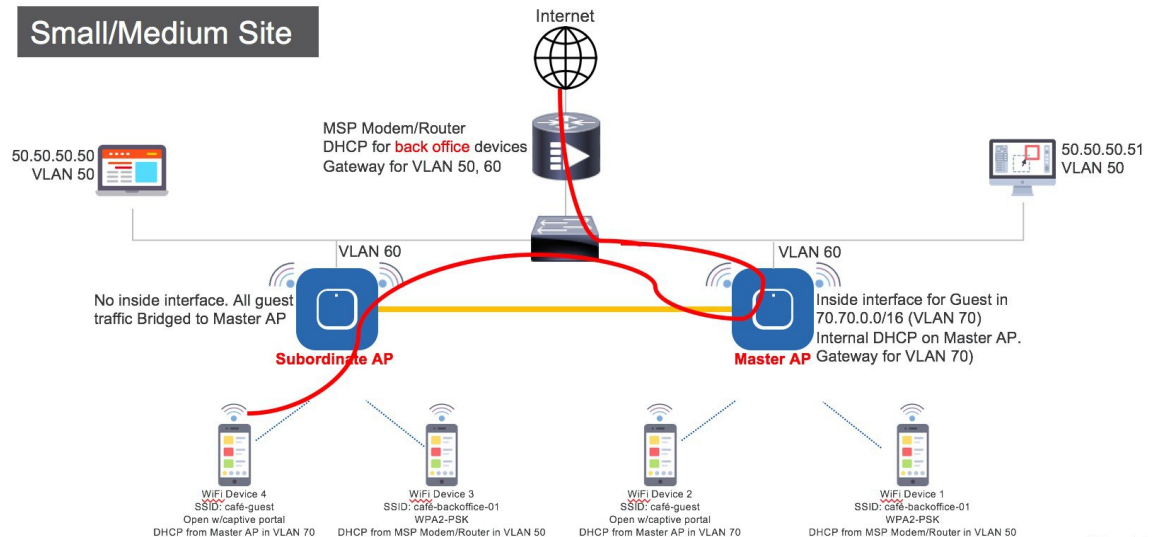 Small/Medium Site
Internet
MSP Modem/Router
DHCP for back office devices
Gateway for VLAN 50, 60
50.50.50.50
VLAN 50
50.50.50.51
VLAN 50
VLAN 60
VLAN 60
No inside interface. All guest
traffic Bridged to Master AP
Subordinate AP
Master AP
Inside interface for Guest in
70.70.0.0/16 (VLAN 70)
Internal DHCP on Master AP.
Gateway for VLAN 70)
WiFi Device 4
SSID: café-guest
Open w/captive portal
DHCP from Master AP in VLAN 70
WiFi Device 3
SSID: café-backoffice-01
WPA2-PSK
DHCP from MSP Modem/Router in VLAN 50
WiFi Device 2
SSID: café-guest
Open w/captive portal
DHCP from Master AP in VLAN 70
WiFi Device 1
SSID: café-backoffice-01
WPA2-PSK
DHCP from MSP Modem/Router in VLAN 50